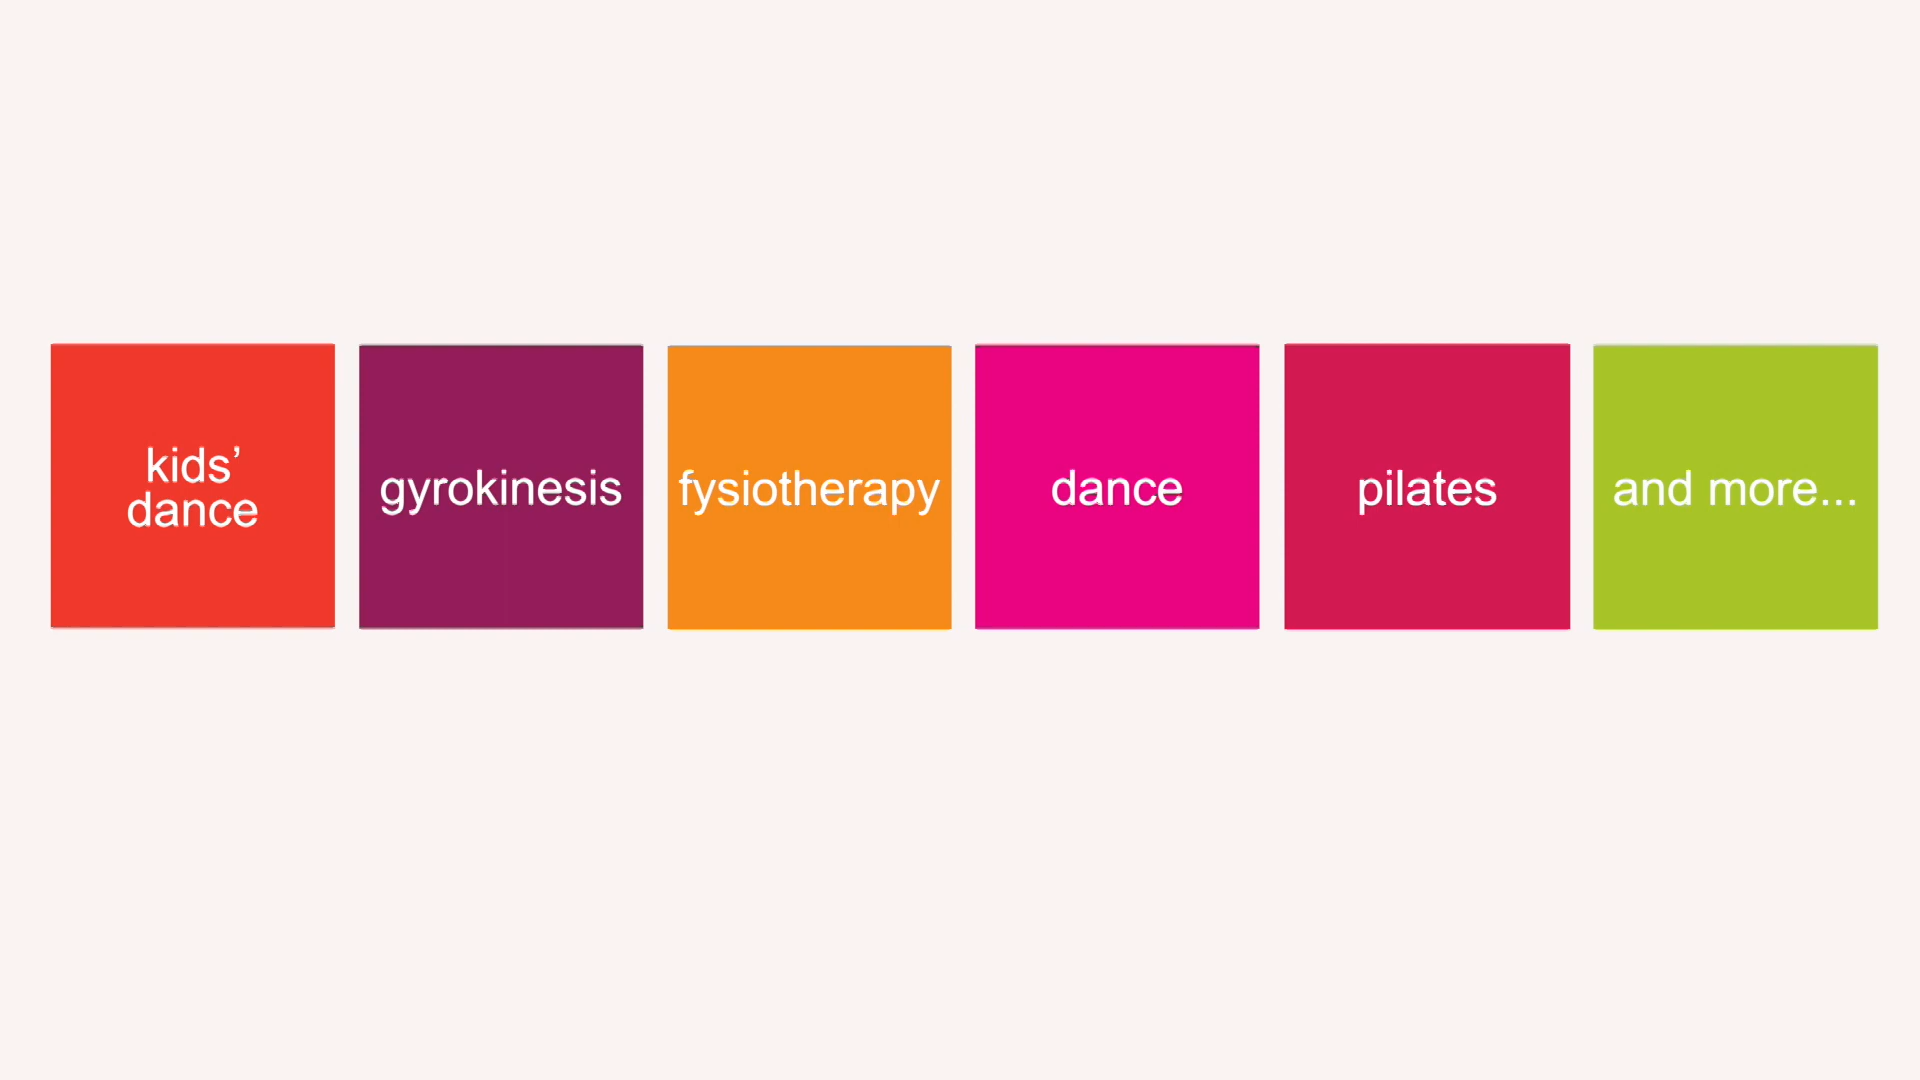 kids’
dance
gyrokinesis
fysiotherapy
dance
pilates
and more...